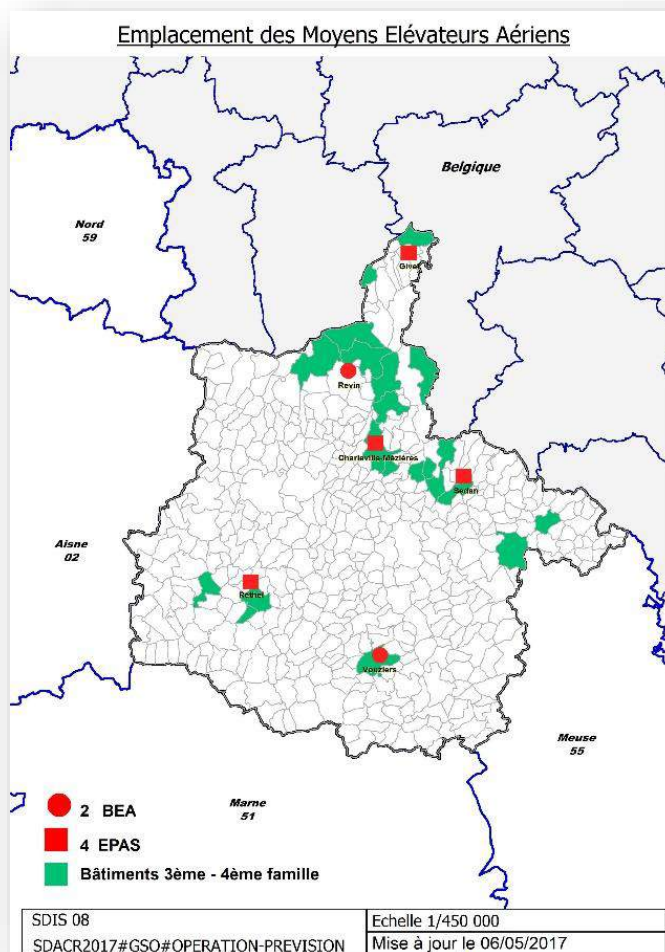 Emplacement des Moyens Elévateurs Aériens
Belgique
Nord
59
Givet
Revin
Charleville-Mézières
Sedan
Aisne
02
Rethel
Vouziers
Meuse
55
Marne
51
2 BEA
4 EPAS
Bâtiments 3ème - 4ème famille
SDIS 08
Echelle 1/450 000
SDACR2017#GSO#OPERATION-PREVISION
Mise à jour le 06/05/2017